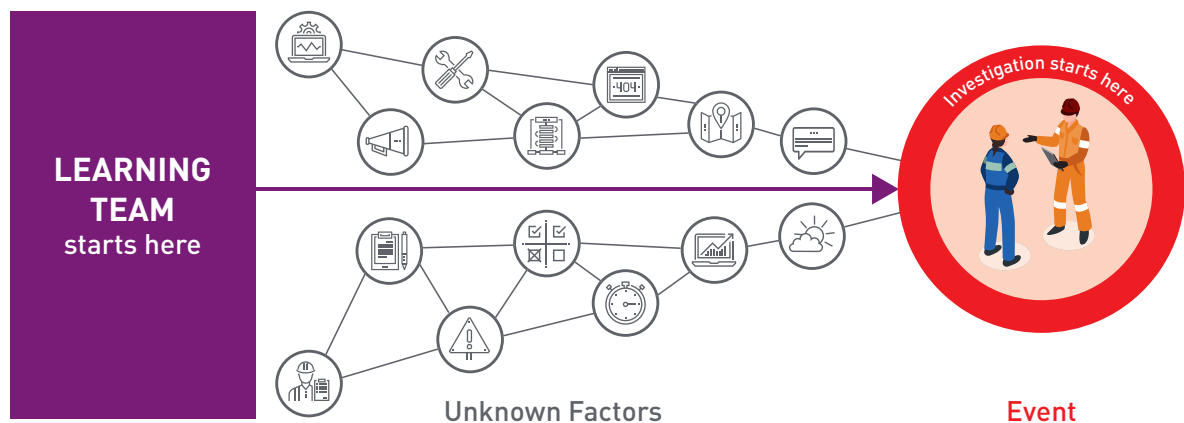 LEARNING
TEAM
starts here
404
Investigation starts here
Unknown Factors
Event